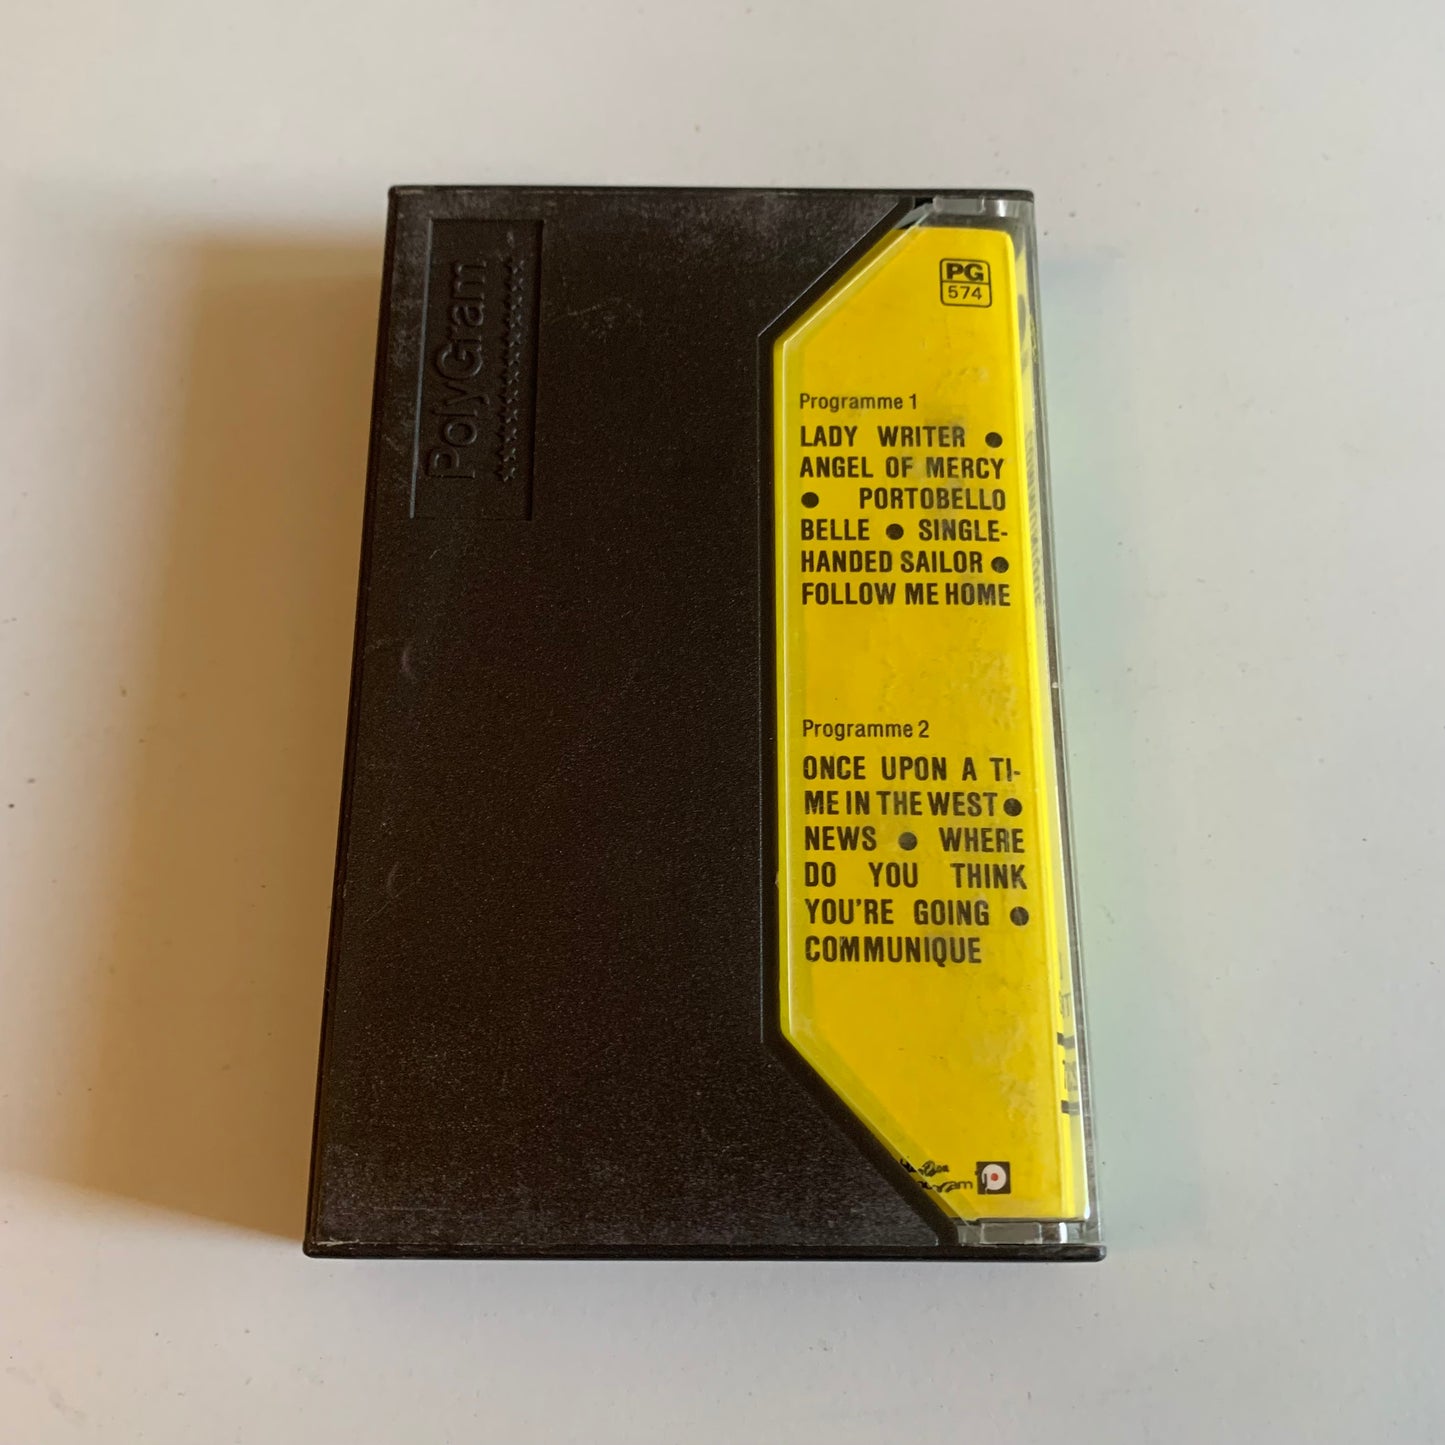 PolyGram
PG
574
Programme 1
LADY WRITER ●
ANGEL OF MERCY
● PORTOBELLO
BELLE ● SINGLE-
HANDED SAILOR ●
FOLLOW ME HOME
Programme 2
ONCE UPON A TI-
ME IN THE WEST ●
NEWS ● WHERE
DO YOU THINK
YOU'RE GOING ●
COMMUNIQUE